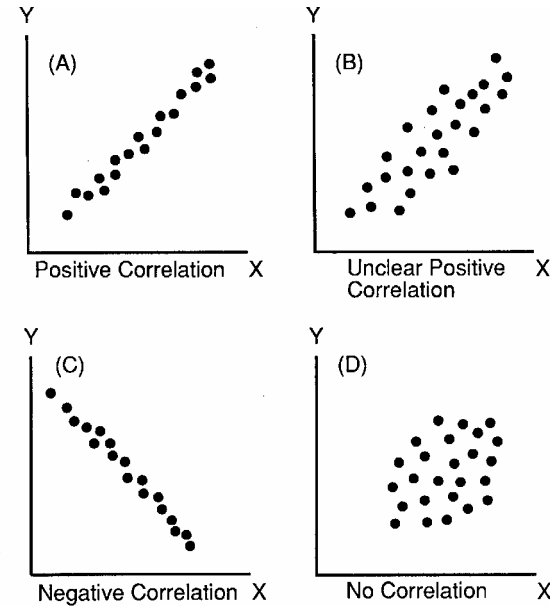 Y
(A)
Positive Correlation X
Y
(B)
Unclear Positive X
Correlation
Y
(C)
Negative Correlation X
Y
(D)
No Correlation X